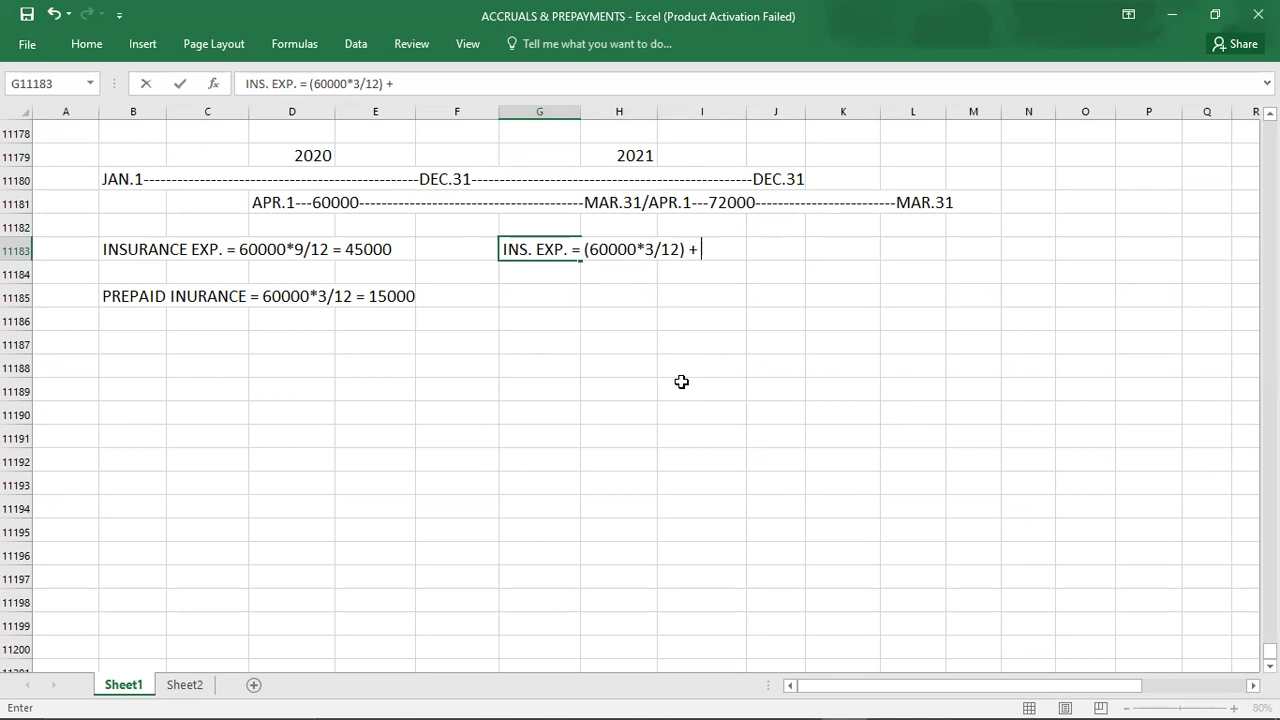 ACCRUALS & PREPAYMENTS - Excel (Product Activation Failed)
File Home Insert Page Layout Formulas Data Review View Tell me what you want to do... Share
G11183 fx INS. EXP. = (60000*3/12) +
A B C D E F G H I J K L M N O P Q R
11178
11179 2020 2021
11180 JAN.1-------------------------------------------------DEC.31--------------------------------------------------DEC.31
11181 APR.1---60000----------------------------------------MAR.31/APR.1---72000-------------------------MAR.31
11182
11183 INSURANCE EXP. = 60000*9/12 = 45000 INS. EXP. = (60000*3/12) +
11184
11185 PREPAID INURANCE = 60000*3/12 = 15000
11186
11187
11188
11189
11190
11191
11192
11193
11194
11195
11196
11197
11198
11199
11200
Sheet1 Sheet2
Enter 80%